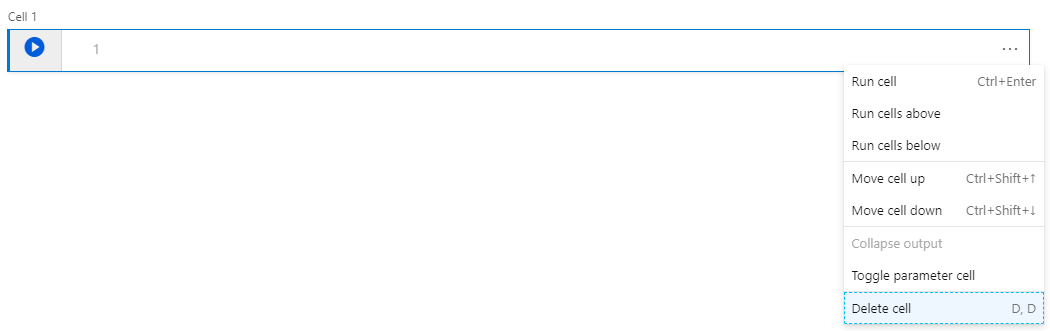 Cell 1
1
...
Run cell Ctrl+Enter
Run cells above
Run cells below
Move cell up Ctrl+Shift+↑
Move cell down Ctrl+Shift+↓
Collapse output
Toggle parameter cell
Delete cell D, D